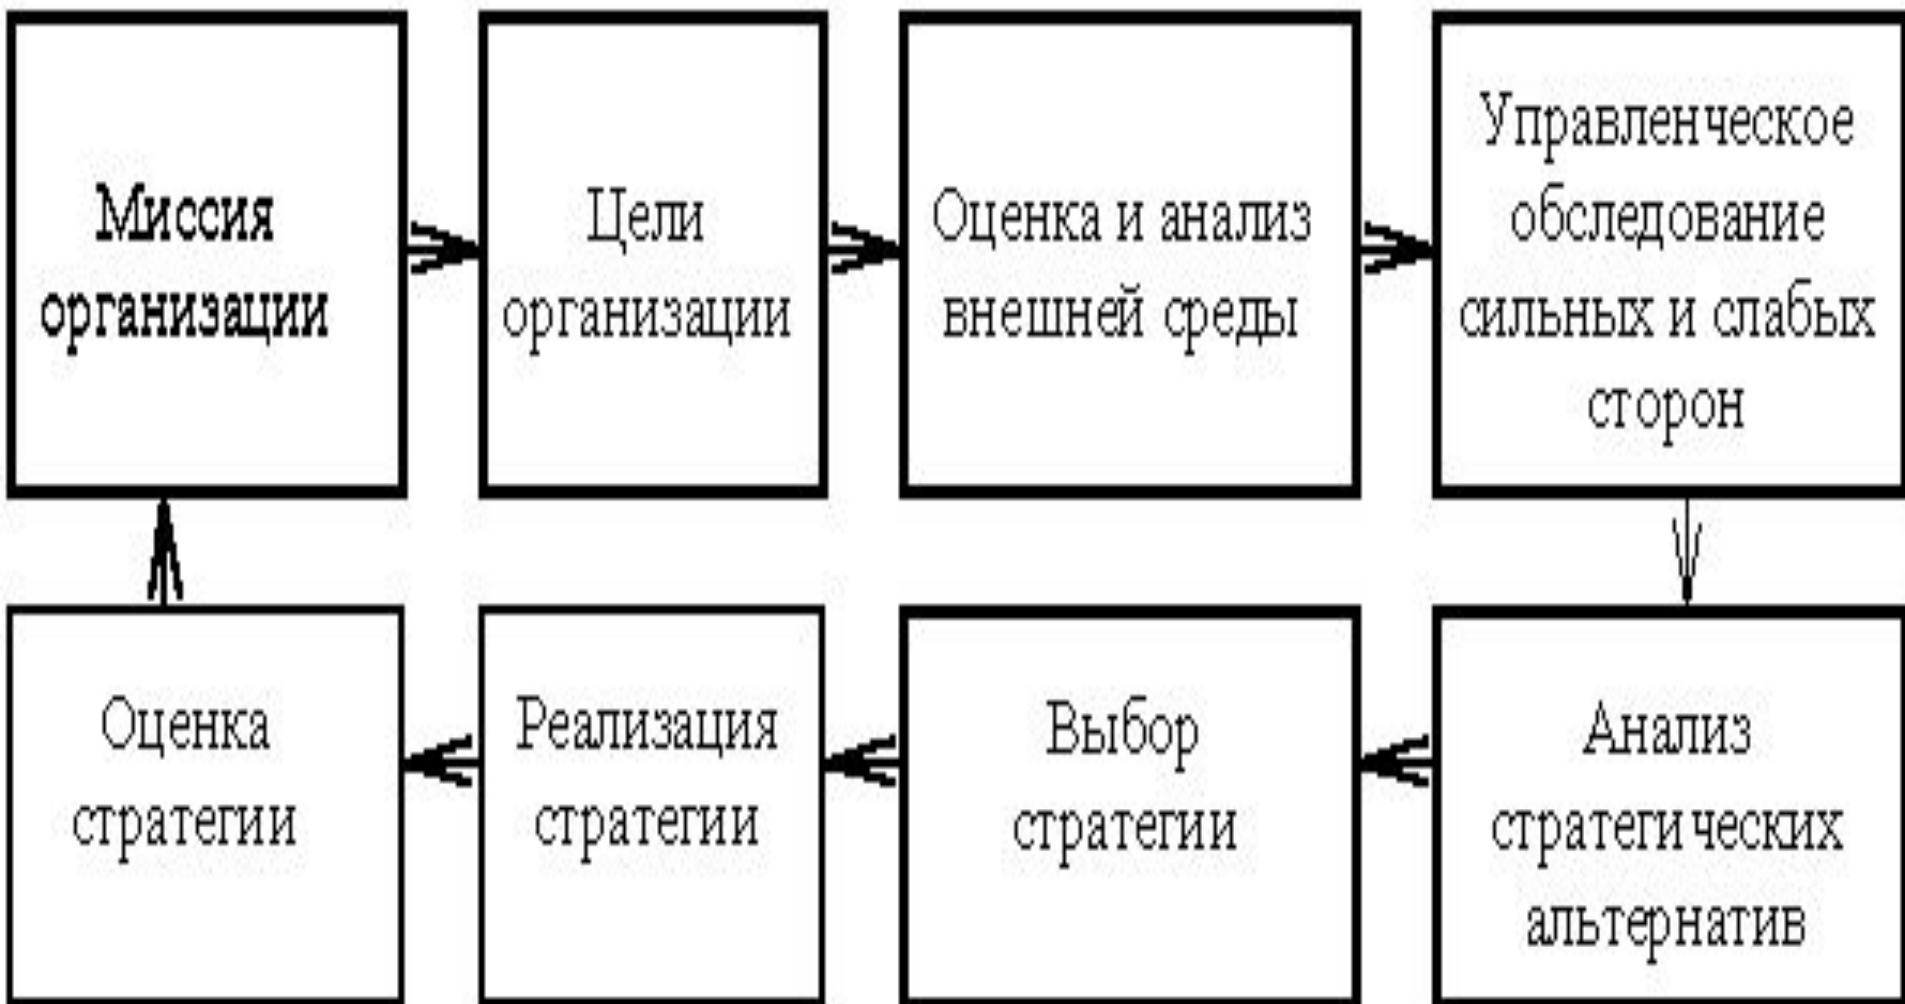 Миссия
организации
Цели
организации
Оценка и анализ
внешней среды
Управленческое
обследование
сильных и слабых
сторон
Анализ
стратегических
альтернатив
Выбор
стратегии
Реализация
стратегии
Оценка
стратегии